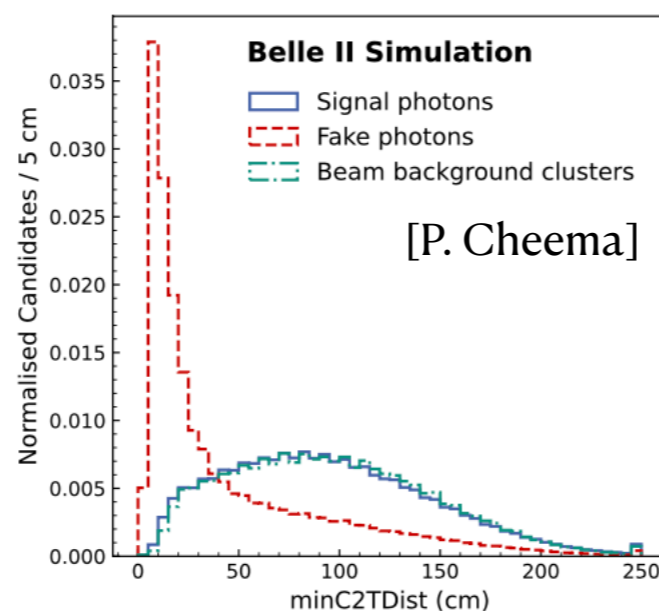 Belle II Simulation
Signal photons
Fake photons
Beam background clusters
[P. Cheema]
Normalised Candidates / 5 cm
0.035
0.030
0.025
0.020
0.015
0.010
0.005
0.000
0 50 100 150 200 250
minC2TDist (cm)